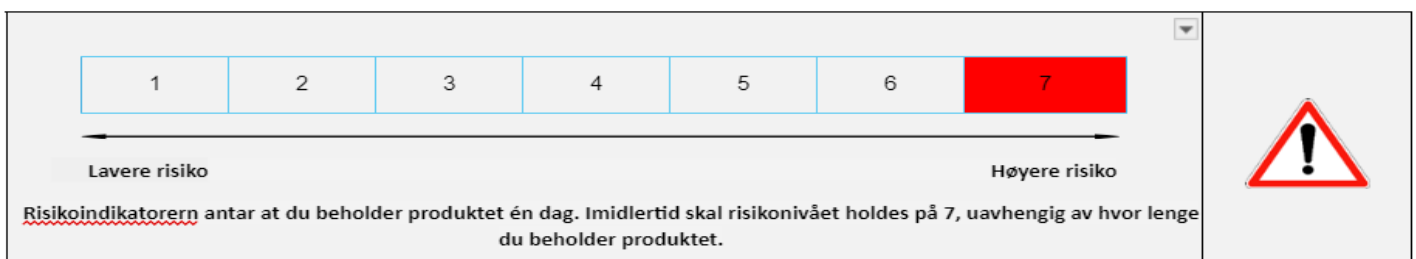 1 2 3 4 5 6 7
Lavere risiko Høyere risiko
Risikoindikatorern antar at du beholder produktet én dag. Imidlertid skal risikonivået holdes på 7, uavhengig av hvor lenge
du beholder produktet.